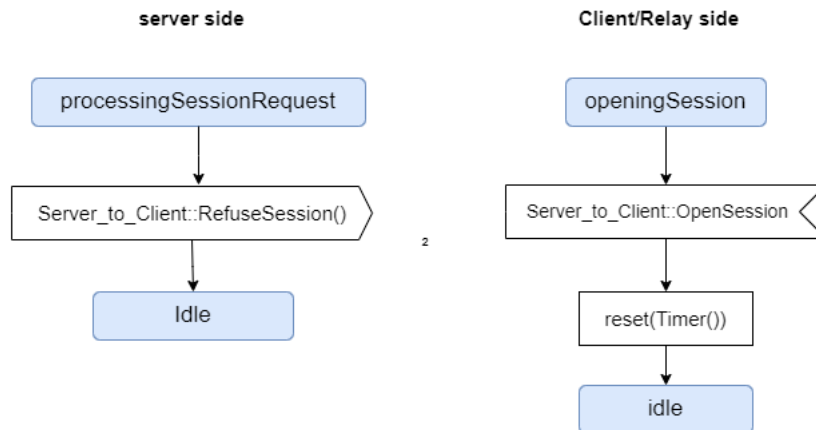 server side
Client/Relay side
processingSessionRequest
openingSession
Server_to_Client::RefuseSession()
Server_to_Client::OpenSession
2
Idle
reset(Timer())
idle